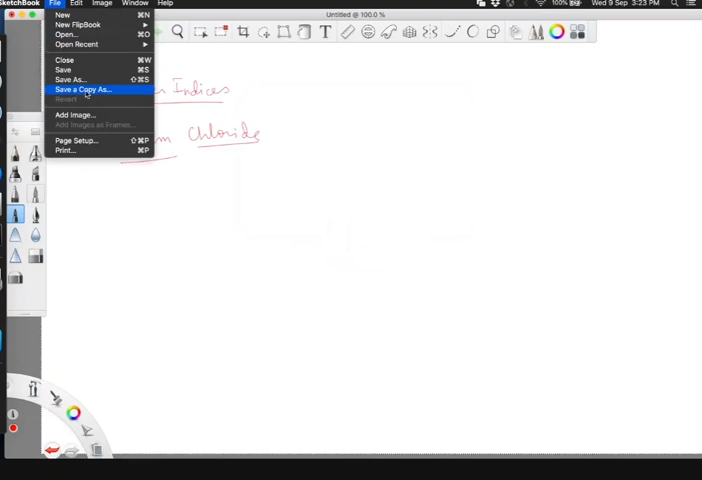 SketchBook File Edit Image Window Help 100% Wed 9 Sep 3:23 PM
Untitled @ 100.0 %
New ⌘N
New FlipBook
Open... ⌘O
Open Recent
Close ⌘W
Save ⌘S
Save As... ⇧⌘S
Save a Copy As...
Revert
Add Image...
Add Images as Frames...
Page Setup... ⇧⌘P
Print... ⌘P
Indices
Chloride